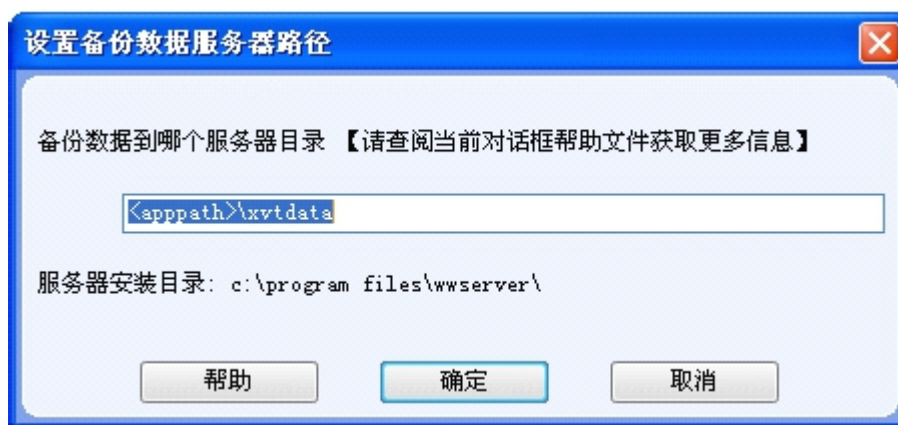 设置备份数据服务器路径
备份数据到哪个服务器目录 【请查阅当前对话框帮助文件获取更多信息】
<apppath>\xvtdata
服务器安装目录: c:\program files\wwserver\
帮助 确定 取消